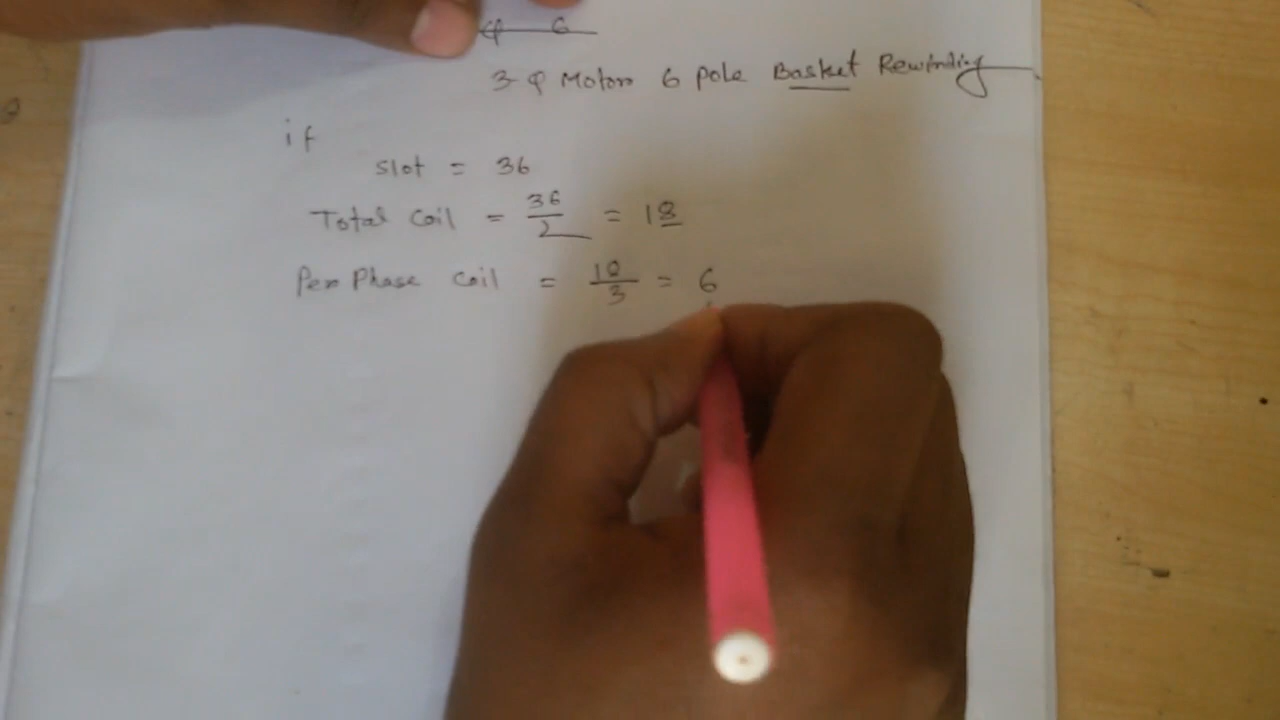 φ 6
3-φ Motor 6 pole Basket Rewinding
if
Slot = 36
Total Coil = 36/2 = 18
Per Phase Coil = 18/3 = 6